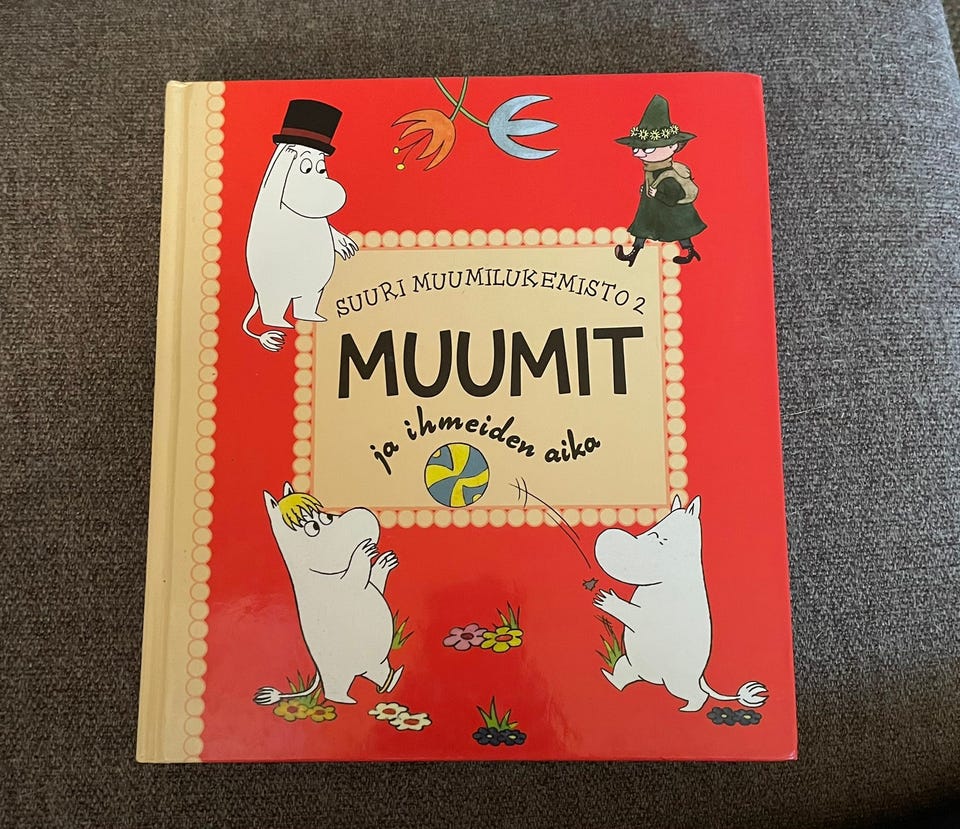 SUURI MUUMILUKEMISTO 2
MUUMIT
ja ihmeiden aika